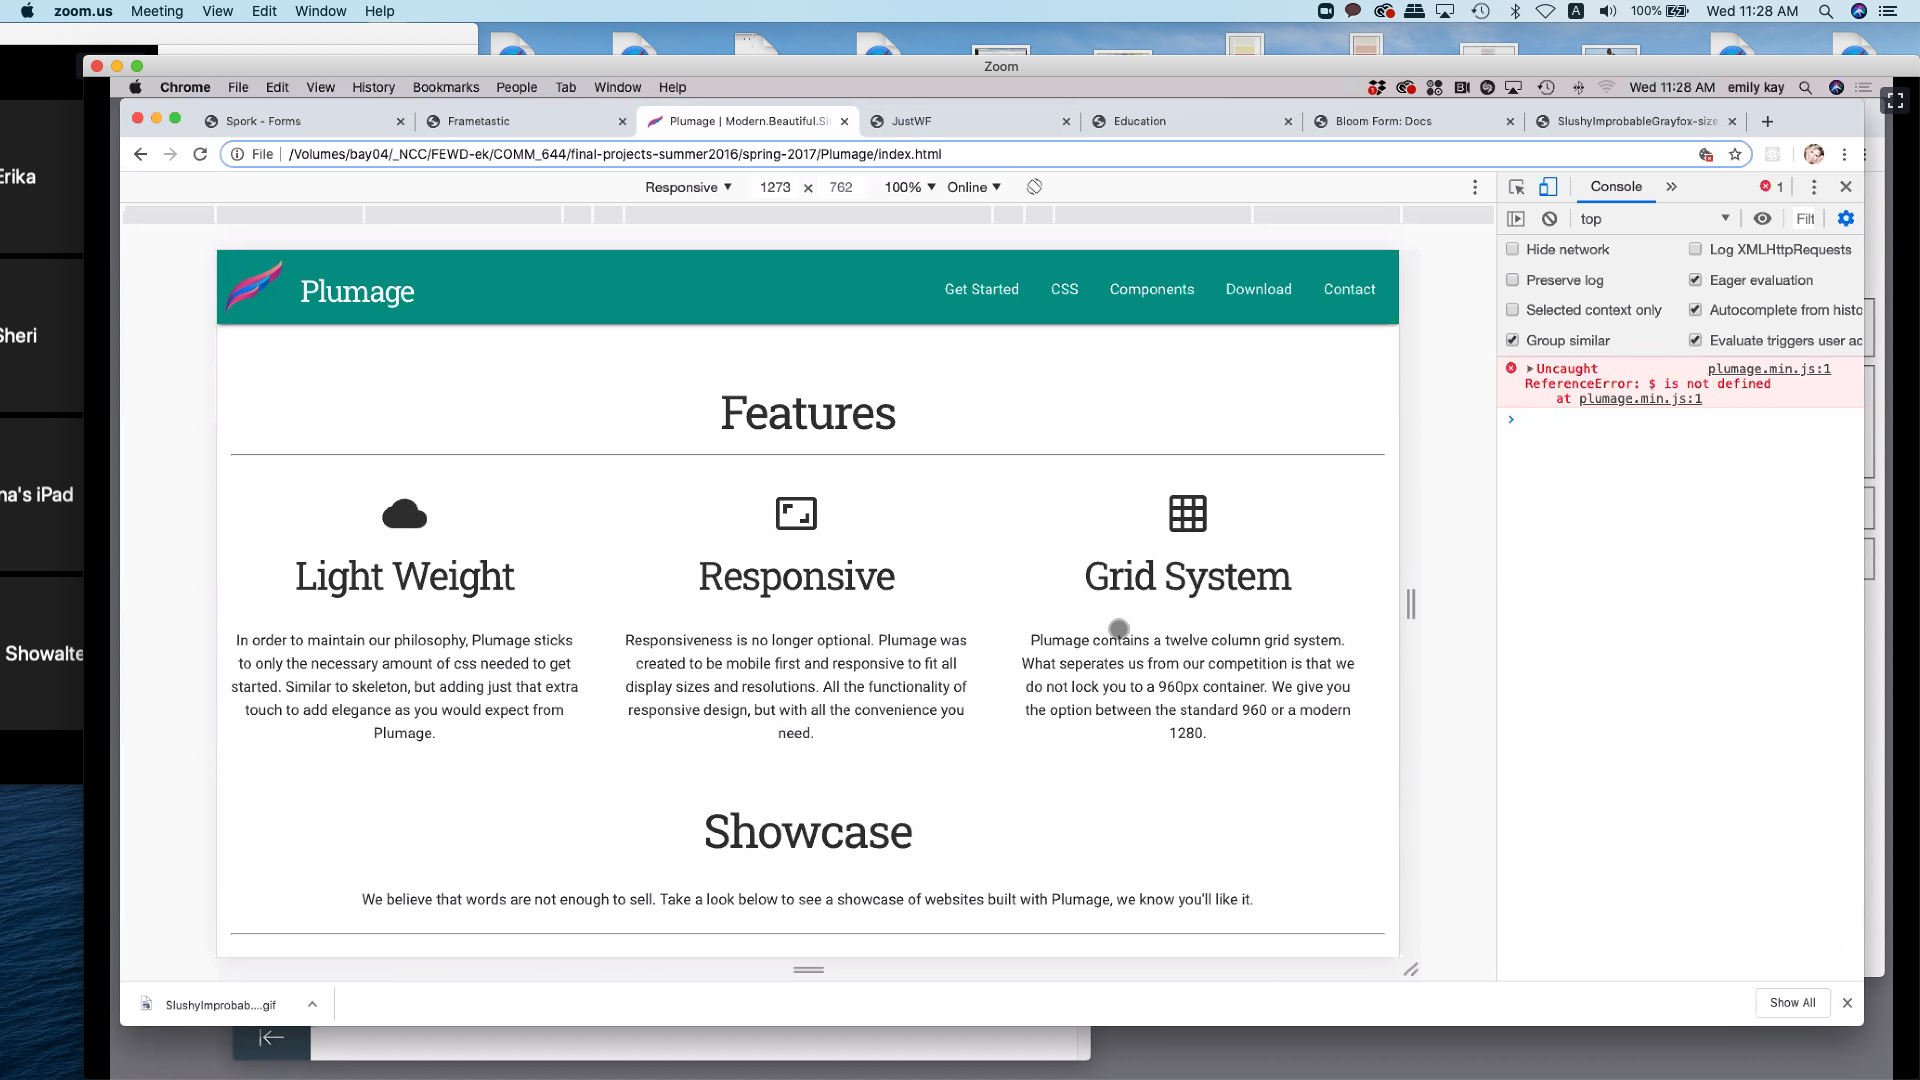 zoom.us Meeting View Edit Window Help
100% Wed 11:28 AM
Zoom
Chrome File Edit View History Bookmarks People Tab Window Help
Wed 11:28 AM emily kay
Spork - Forms
Frametastic
Plumage | Modern.Beautiful.Si
JustWF
Education
Bloom Form: Docs
SlushyImprobableGrayfox-size
File /Volumes/bay04/_NCC/FEWD-ek/COMM_644/final-projects-summer2016/spring-2017/Plumage/index.html
Responsive 1273 × 762 100% Online
Console » 1
top Filt
Hide network
Log XMLHttpRequests
Preserve log
Eager evaluation
Selected context only
Autocomplete from histo
Group similar
Evaluate triggers user ac
Uncaught plumage.min.js:1
ReferenceError: $ is not defined
at plumage.min.js:1
Erika
Sheri
na's iPad
Showalte
Plumage
Get Started CSS Components Download Contact
Features
Light Weight
In order to maintain our philosophy, Plumage sticks
to only the necessary amount of css needed to get
started. Similar to skeleton, but adding just that extra
touch to add elegance as you would expect from
Plumage.
Responsive
Responsiveness is no longer optional. Plumage was
created to be mobile first and responsive to fit all
display sizes and resolutions. All the functionality of
responsive design, but with all the convenience you
need.
Grid System
Plumage contains a twelve column grid system.
What seperates us from our competition is that we
do not lock you to a 960px container. We give you
the option between the standard 960 or a modern
1280.
Showcase
We believe that words are not enough to sell. Take a look below to see a showcase of websites built with Plumage, we know you'll like it.
SlushyImprobab....gif
Show All